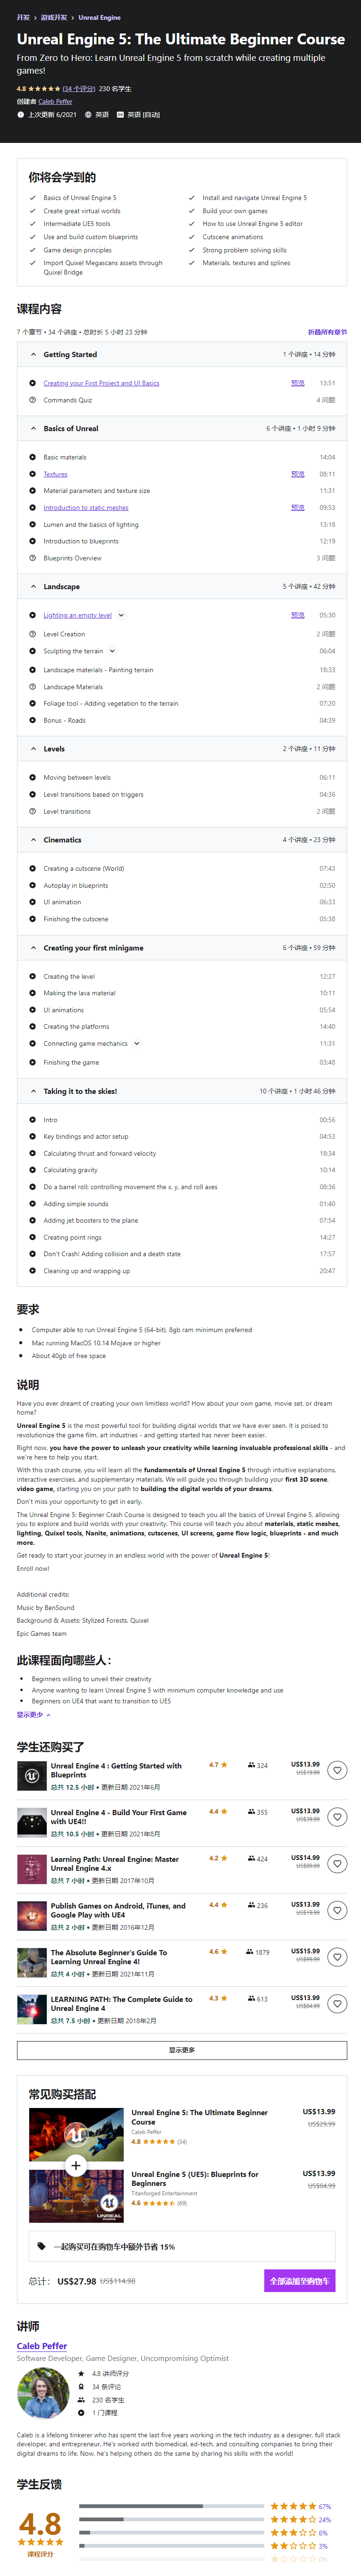 开发 > 游戏开发 > Unreal Engine
Unreal Engine 5: The Ultimate Beginner Course
From Zero to Hero: Learn Unreal Engine 5 from scratch while creating multiple
games!
4.8 (34 个评分) 230 名学生
创建者 Caleb Peffer
上次更新 6/2021 英语 英语 [自动]
你将会学到的
Basics of Unreal Engine 5
Install and navigate Unreal Engine 5
Create great virtual worlds
Build your own games
Intermediate UE5 tools
How to use Unreal Engine 5 editor
Use and build custom blueprints
Cutscene animations
Game design principles
Strong problem solving skills
Import Quixel Megascans assets through
Quixel Bridge
Materials, textures and splines
课程内容
7 个章节 • 34 个讲座 • 总时长 5 小时 23 分钟 折叠所有章节
Getting Started 1 个讲座 • 14 分钟
Creating your First Project and UI Basics 预览 13:51
Commands Quiz 4 问题
Basics of Unreal 6 个讲座 • 1 小时 9 分钟
Basic materials 14:04
Textures 预览 08:11
Material parameters and texture size 11:31
Introduction to static meshes 预览 09:53
Lumen and the basics of lighting 13:18
Introduction to blueprints 12:19
Blueprints Overview 3 问题
Landscape 5 个讲座 • 42 分钟
Lighting an empty level 预览 05:30
Level Creation 2 问题
Sculpting the terrain 06:04
Landscape materials - Painting terrain 18:33
Landscape Materials 2 问题
Foliage tool - Adding vegetation to the terrain 07:20
Bonus - Roads 04:39
Levels 2 个讲座 • 11 分钟
Moving between levels 06:11
Level transitions based on triggers 04:36
Level transitions 2 问题
Cinematics 4 个讲座 • 23 分钟
Creating a cutscene (World) 07:43
Autoplay in blueprints 02:50
UI animation 06:33
Finishing the cutscene 05:38
Creating your first minigame 6 个讲座 • 59 分钟
Creating the level 12:27
Making the lava material 10:11
UI animations 05:54
Creating the platforms 14:40
Connecting game mechanics 11:31
Finishing the game 03:48
Taking it to the skies! 10 个讲座 • 1 小时 46 分钟
Intro 00:56
Key bindings and actor setup 04:53
Calculating thrust and forward velocity 18:34
Calculating gravity 10:14
Do a barrel roll: controlling movement the x, y, and roll axes 08:36
Adding simple sounds 01:40
Adding jet boosters to the plane 07:54
Creating point rings 14:27
Don't Crash! Adding collision and a death state 17:57
Cleaning up and wrapping up 20:47
要求
Computer able to run Unreal Engine 5 (64-bit), 8gb ram minimum preferred
Mac running MacOS 10.14 Mojave or higher
About 40gb of free space
说明
Have you ever dreamt of creating your own limitless world? How about your own game, movie set, or dream
home?
Unreal Engine 5 is the most powerful tool for building digital worlds that we have ever seen. It is poised to
revolutionize the game film, art industries - and getting started has never been easier.
Right now, you have the power to unleash your creativity while learning invaluable professional skills - and
we're here to help you start.
With this crash course, you will learn all the fundamentals of Unreal Engine 5 through intuitive explanations,
interactive exercises, and supplementary materials. We will guide you through building your first 3D scene,
video game, starting you on your path to building the digital worlds of your dreams.
Don't miss your opportunity to get in early.
The Unreal Engine 5: Beginner Crash Course is designed to teach you all the basics of Unreal Engine 5, allowing
you to explore and build worlds with your creativity. This course will teach you about materials, static meshes,
lighting, Quixel tools, Nanite, animations, cutscenes, UI screens, game flow logic, blueprints - and much
more.
Get ready to start your journey in an endless world with the power of Unreal Engine 5!
Enroll now!
Additional credits:
Music by BenSound
Background & Assets: Stylized Forests, Quixel
Epic Games team
此课程面向哪些人：
Beginners willing to unveil their creativity
Anyone wanting to learn Unreal Engine 5 with minimum computer knowledge and use
Beginners on UE4 that want to transition to UE5
显示更少
学生还购买了
Unreal Engine 4 : Getting Started with
Blueprints
总共 12.5 小时 • 更新日期 2021年6月
4.7 324 US$13.99
US$19.99
Unreal Engine 4 - Build Your First Game
with UE4!!
总共 10.5 小时 • 更新日期 2021年8月
4.4 355 US$13.99
US$39.99
Learning Path: Unreal Engine: Master
Unreal Engine 4.x
总共 7 小时 • 更新日期 2017年10月
4.2 424 US$14.99
US$89.99
Publish Games on Android, iTunes, and
Google Play with UE4
总共 2 小时 • 更新日期 2016年12月
4.4 236 US$13.99
US$19.99
The Absolute Beginner's Guide To
Learning Unreal Engine 4!
总共 4 小时 • 更新日期 2021年11月
4.6 1879 US$15.99
US$99.99
LEARNING PATH: The Complete Guide to
Unreal Engine 4
总共 7.5 小时 • 更新日期 2018年2月
4.3 613 US$13.99
US$84.99
显示更多
常见购买搭配
Unreal Engine 5: The Ultimate Beginner
Course
Caleb Peffer
4.8 (34)
US$13.99
US$29.99
Unreal Engine 5 (UE5): Blueprints for
Beginners
Titanforged Entertainment
4.6 (69)
US$13.99
US$84.99
UNREAL
一起购买可在购物车中额外节省 15%
总计： US$27.98 US$114.98
全部添加至购物车
讲师
Caleb Peffer
Software Developer, Game Designer, Uncompromising Optimist
4.8 讲师评分
34 条评论
230 名学生
1 门课程
Caleb is a lifelong tinkerer who has spent the last five years working in the tech industry as a designer, full stack
developer, and entrepreneur. He's worked with biomedical, ed-tech, and consulting companies to bring their
digital dreams to life. Now, he's helping others do the same by sharing his skills with the world!
学生反馈
4.8
课程评分
67%
24%
6%
3%
0%